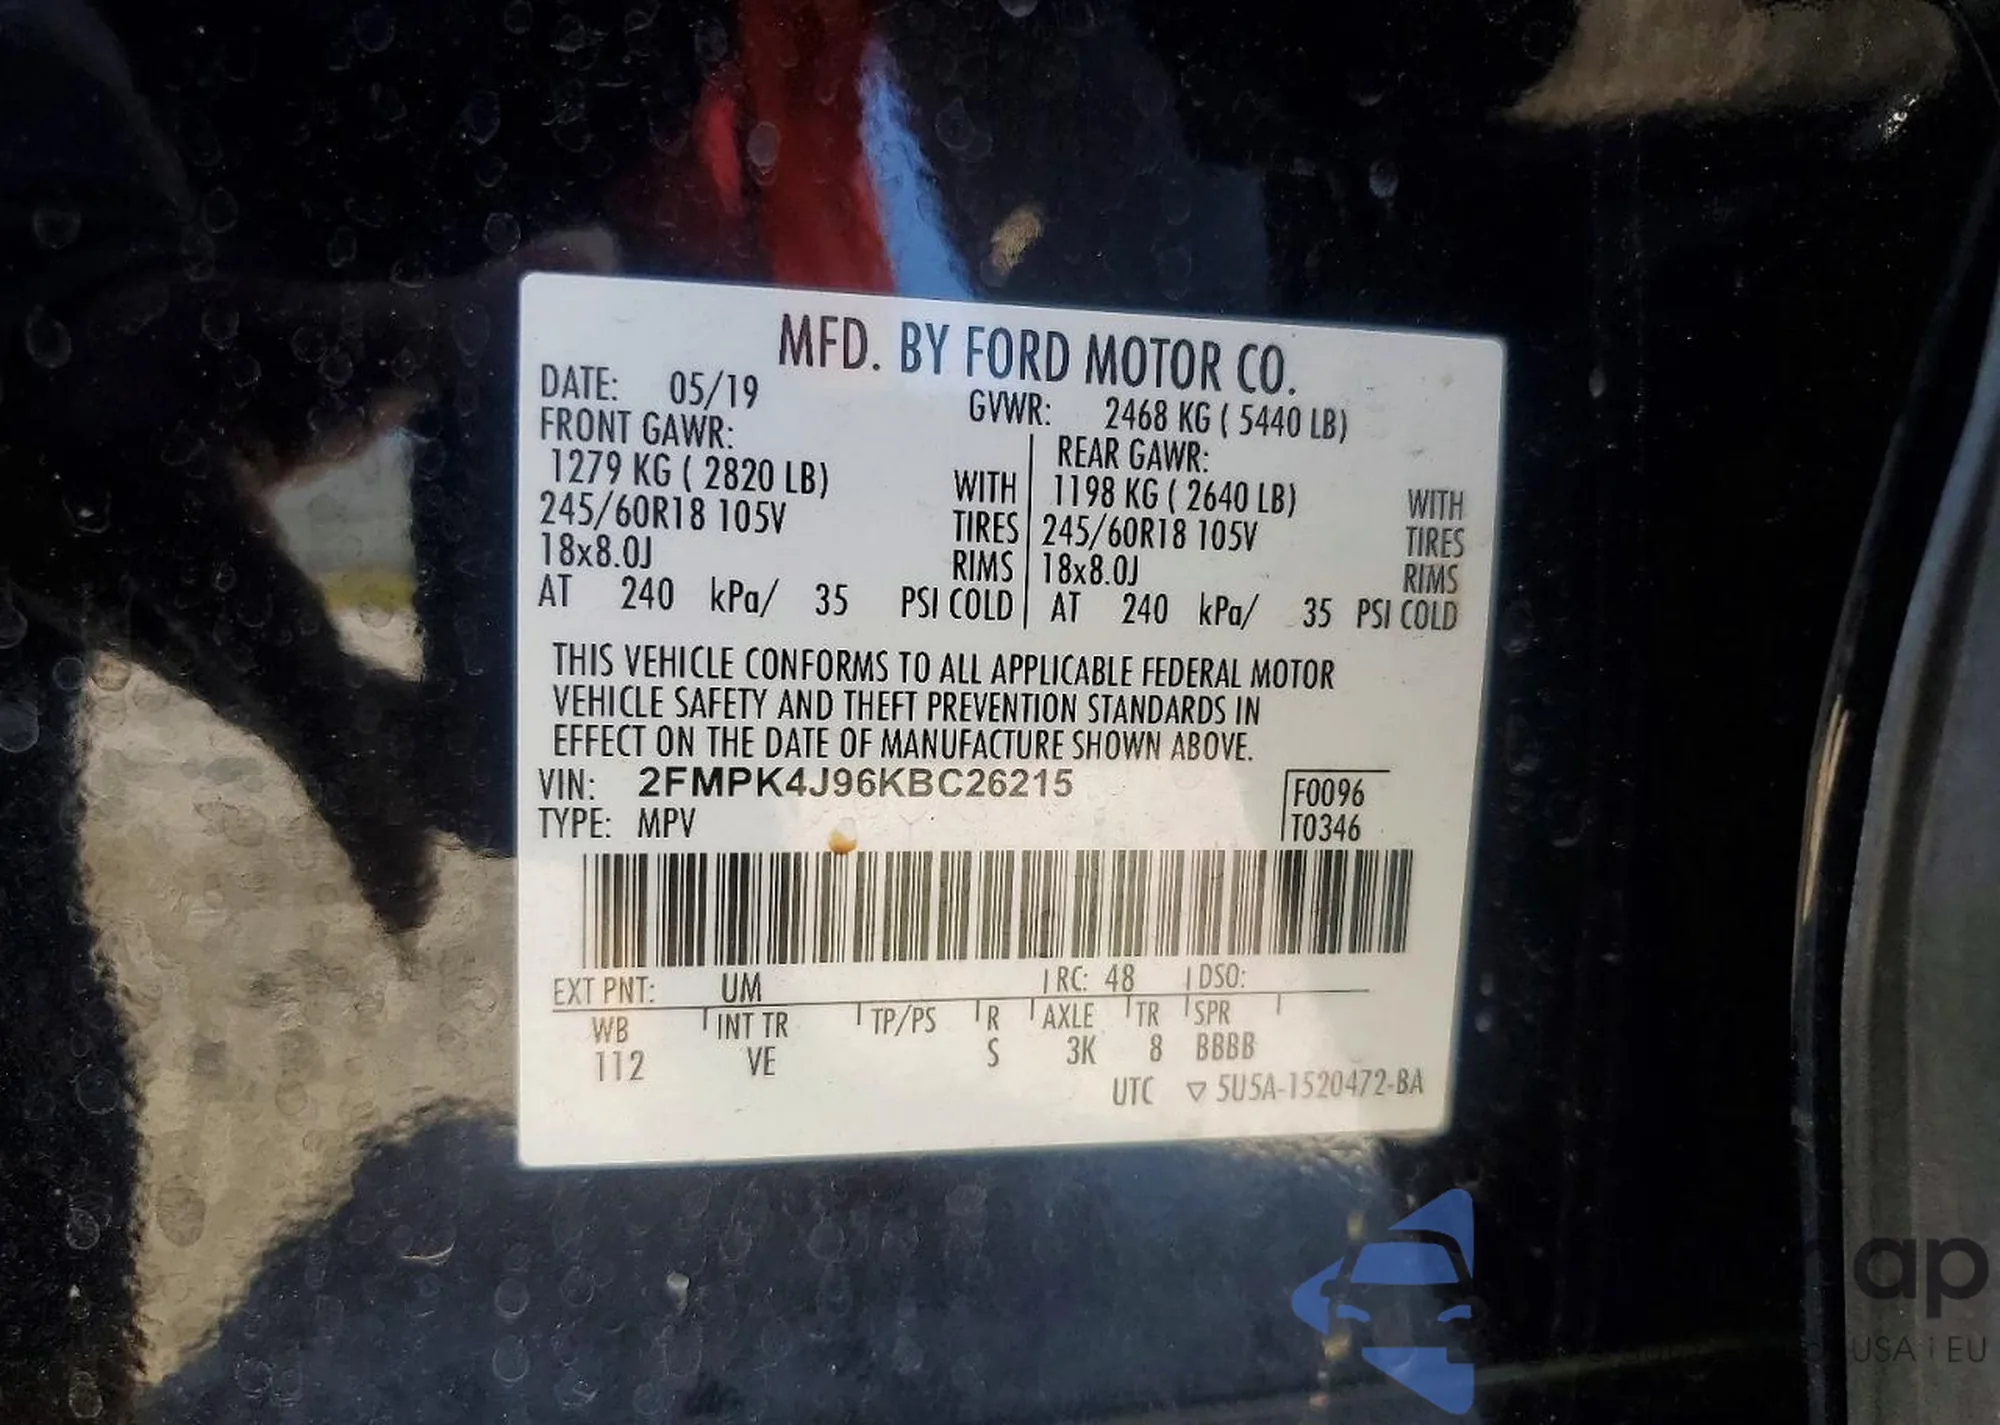 MFD. BY FORD MOTOR CO.
DATE: 05/19 GVWR: 2468 KG ( 5440 LB)
FRONT GAWR: REAR GAWR:
1279 KG ( 2820 LB) WITH 1198 KG ( 2640 LB) WITH
245/60R18 105V TIRES 245/60R18 105V TIRES
18x8.0J RIMS 18x8.0J RIMS
AT 240 kPa/ 35 PSI COLD AT 240 kPa/ 35 PSI COLD
THIS VEHICLE CONFORMS TO ALL APPLICABLE FEDERAL MOTOR
VEHICLE SAFETY AND THEFT PREVENTION STANDARDS IN
EFFECT ON THE DATE OF MANUFACTURE SHOWN ABOVE.
VIN: 2FMPK4J96KBC26215 F0096
TYPE: MPV T0346
EXT PNT: UM RC: 48 DSO:
WB INT TR TP/PS R AXLE TR SPR
112 VE S 3K 8 BBBB
UTC ▽ 5U5A-1520472-BA
USA | EU